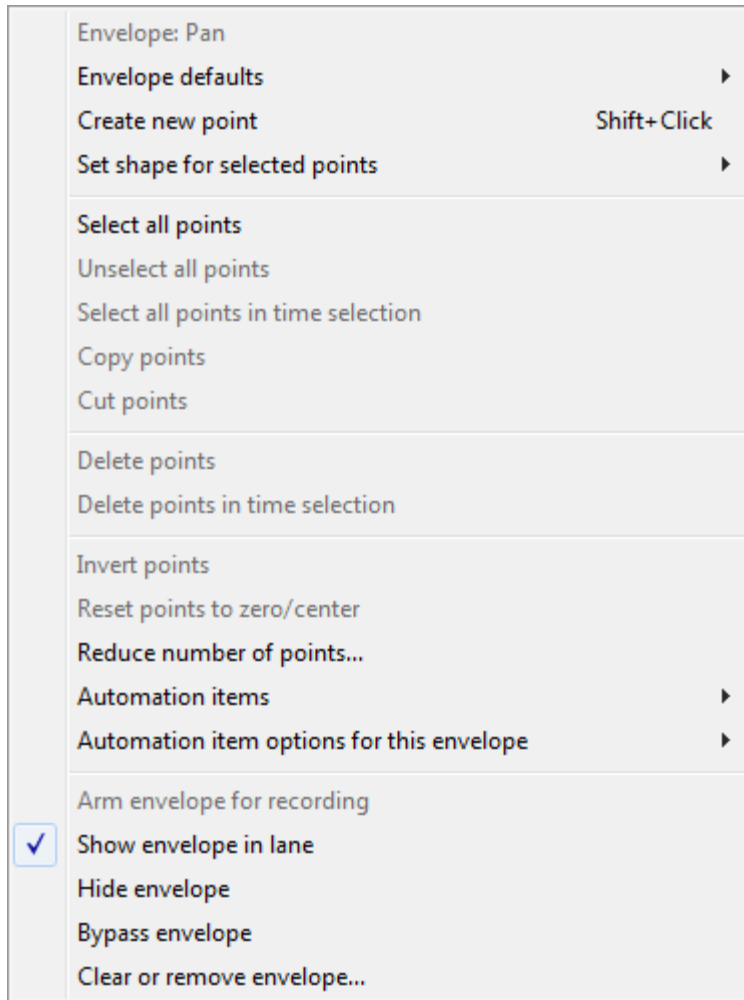 Envelope: Pan
Envelope defaults
Create new point Shift+Click
Set shape for selected points
Select all points
Unselect all points
Select all points in time selection
Copy points
Cut points
Delete points
Delete points in time selection
Invert points
Reset points to zero/center
Reduce number of points...
Automation items
Automation item options for this envelope
Arm envelope for recording
Show envelope in lane
Hide envelope
Bypass envelope
Clear or remove envelope...